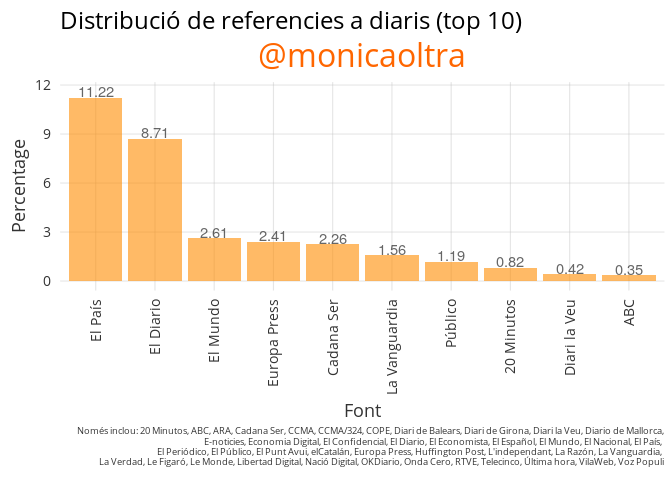 Distribució de referencies a diaris (top 10)
@monicaoltra
12
9
6
3
0
Percentage
11.22
8.71
2.61
2.41
2.26
1.56
1.19
0.82
0.42
0.35
El País
El Diario
El Mundo
Europa Press
Cadana Ser
La Vanguardia
Público
20 Minutos
Diari la Veu
ABC
Font
Només inclou: 20 Minutos, ABC, ARA, Cadana Ser, CCMA, CCMA/324, COPE, Diari de Balears, Diari de Girona, Diari la Veu, Diario de Mallorca,
E-noticies, Economia Digital, El Confidencial, El Diario, El Economista, El Español, El Mundo, El Nacional, El País,
El Periódico, El Público, El Punt Avui, elCatalán, Europa Press, Huffington Post, L'independant, La Razón, La Vanguardia,
La Verdad, Le Figaró, Le Monde, Libertad Digital, Nació Digital, OKDiario, Onda Cero, RTVE, Telecinco, Última hora, VilaWeb, Voz Populi